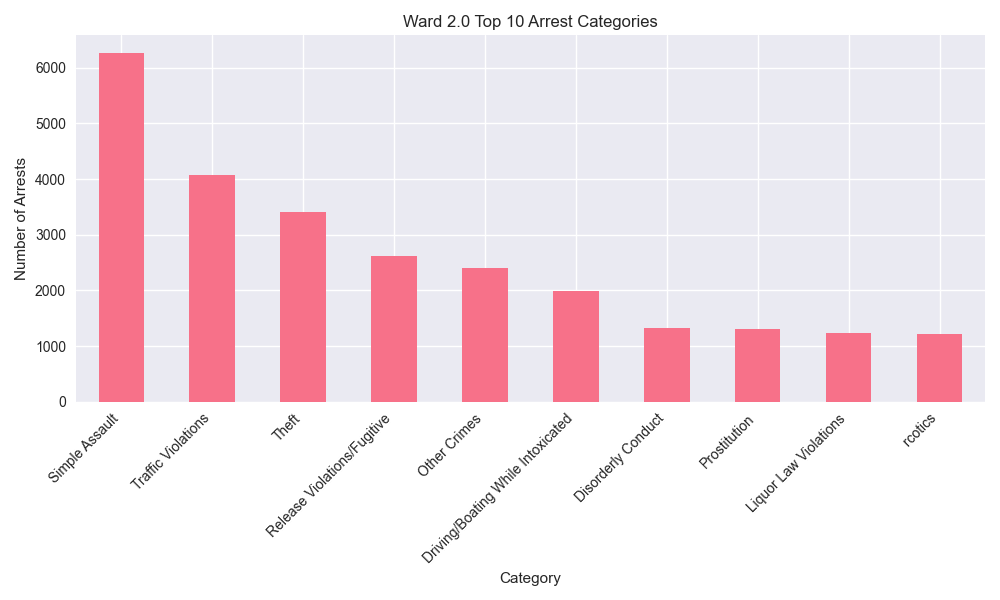 Ward 2.0 Top 10 Arrest Categories
Number of Arrests
6000
5000
4000
3000
2000
1000
0
Simple Assault
Traffic Violations
Theft
Release Violations/Fugitive
Other Crimes
Driving/Boating While Intoxicated
Disorderly Conduct
Prostitution
Liquor Law Violations
rcotics
Category